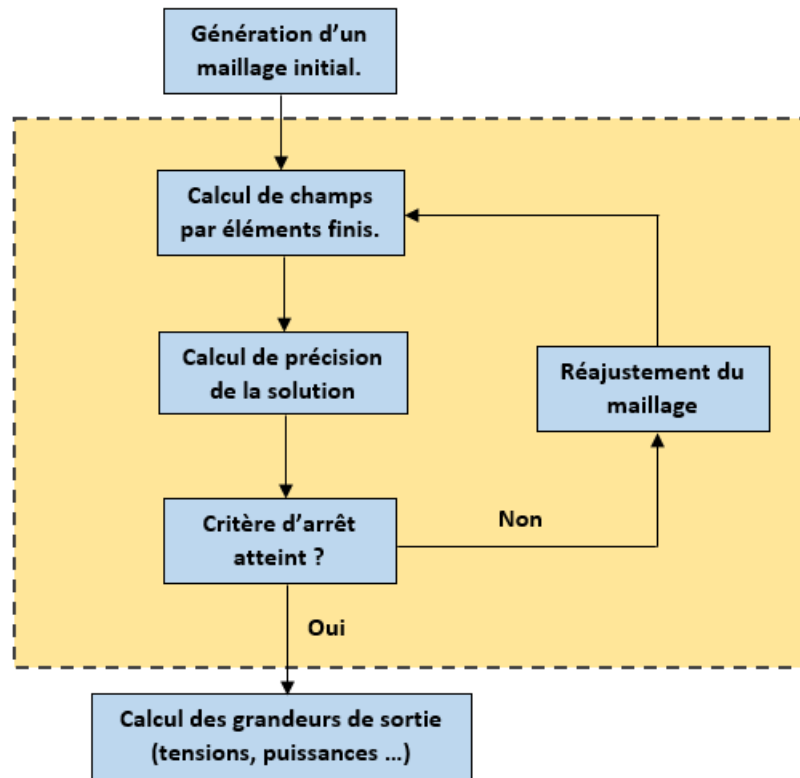 Génération d’un
maillage initial.
Calcul de champs
par éléments finis.
Calcul de précision
de la solution
Réajustement du
maillage
Critère d’arrêt
atteint ?
Non
Oui
Calcul des grandeurs de sortie
(tensions, puissances …)